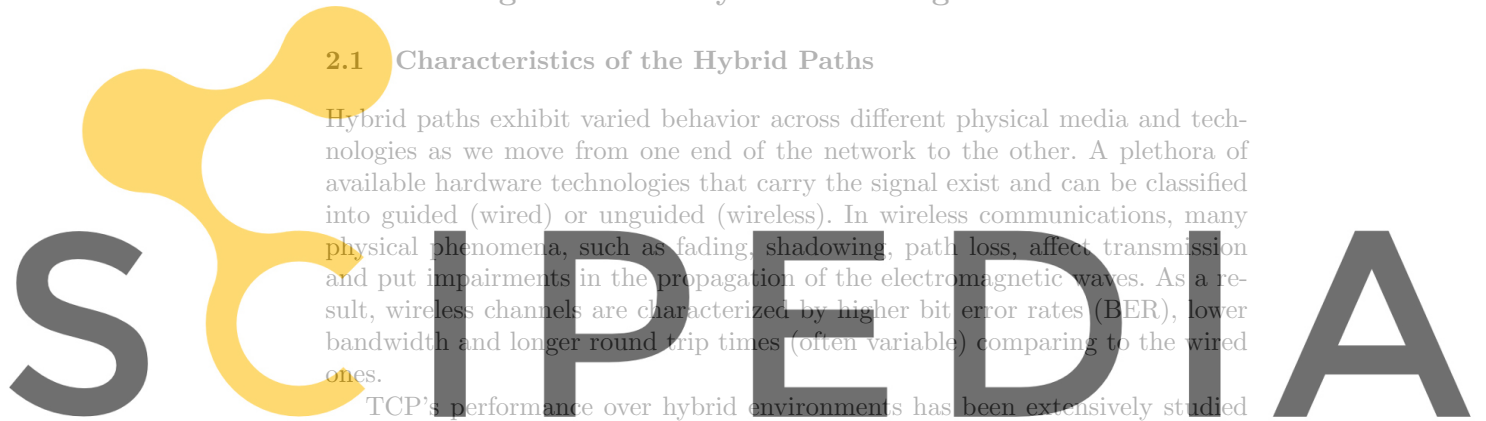 2.1 Characteristics of the Hybrid Paths
Hybrid paths exhibit varied behavior across different physical media and tech-
nologies as we move from one end of the network to the other. A plethora of
available hardware technologies that carry the signal exist and can be classified
into guided (wired) or unguided (wireless). In wireless communications, many
physical phenomena, such as fading, shadowing, path loss, affect transmission
and put impairments in the propagation of the electromagnetic waves. As a re-
sult, wireless channels are characterized by higher bit error rates (BER), lower
bandwidth and longer round trip times (often variable) comparing to the wired
ones.
TCP's performance over hybrid environments has been extensively studied
SCIPEDIA